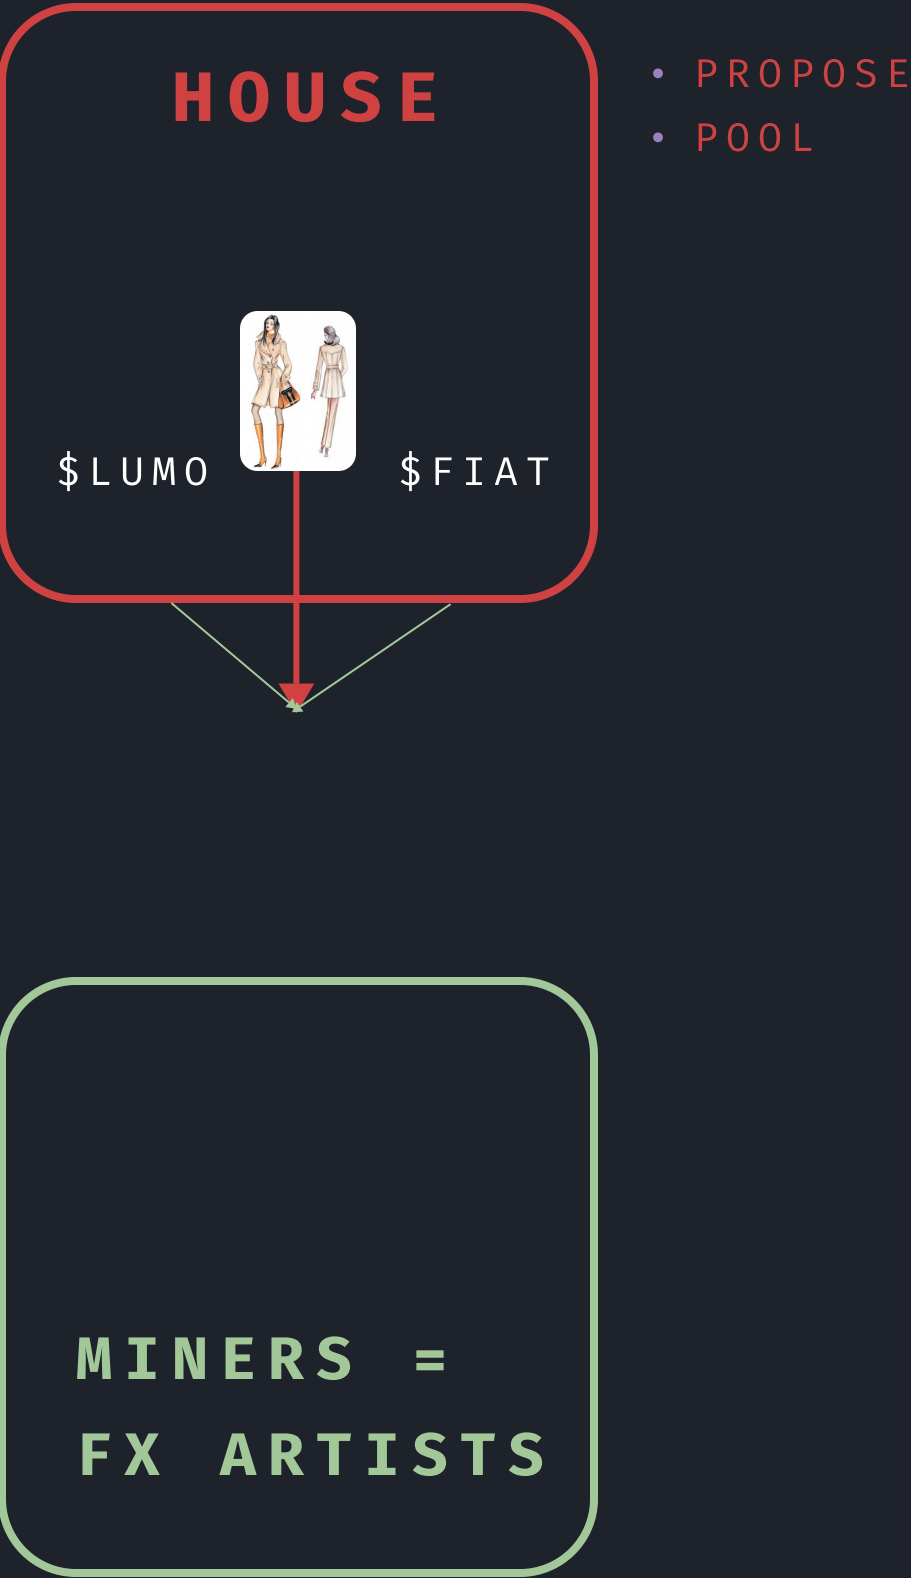 HOUSE
• PROPOSE
• POOL
$LUMO
$FIAT
MINERS =
FX ARTISTS